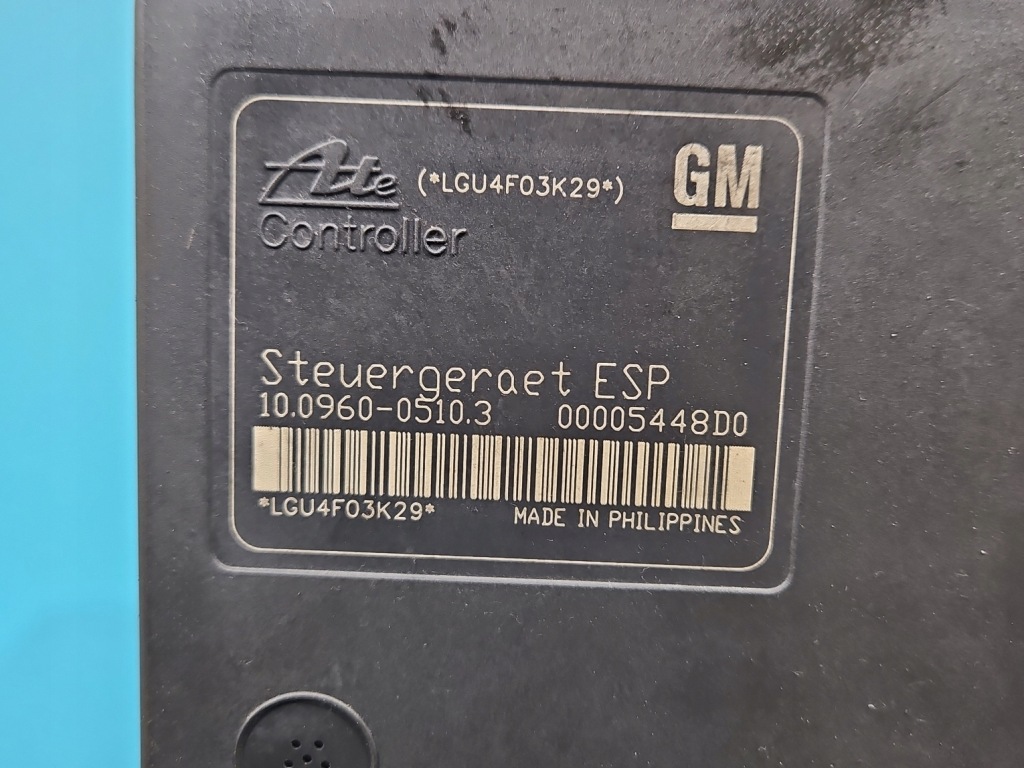 Ate (*LGU4F03K29*) GM
Controller
Steuergeraet ESP
10.0960-0510.3 00005448D0
*LGU4F03K29* MADE IN PHILIPPINES